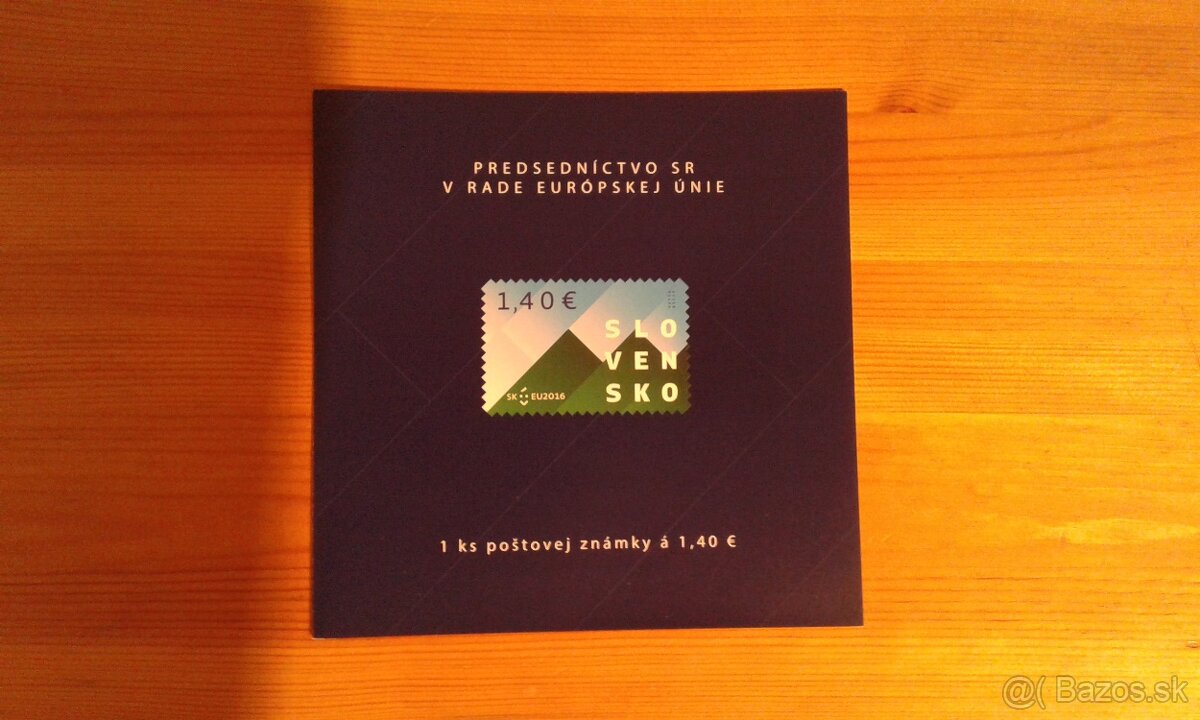 PREDSEDNÍCTVO SR
V RADE EURÓPSKEJ ÚNIE
1,40 €
SLO
VEN
SKO
SK EU2016
1 ks poštovej známky á 1,40 €
@( Bazos.sk